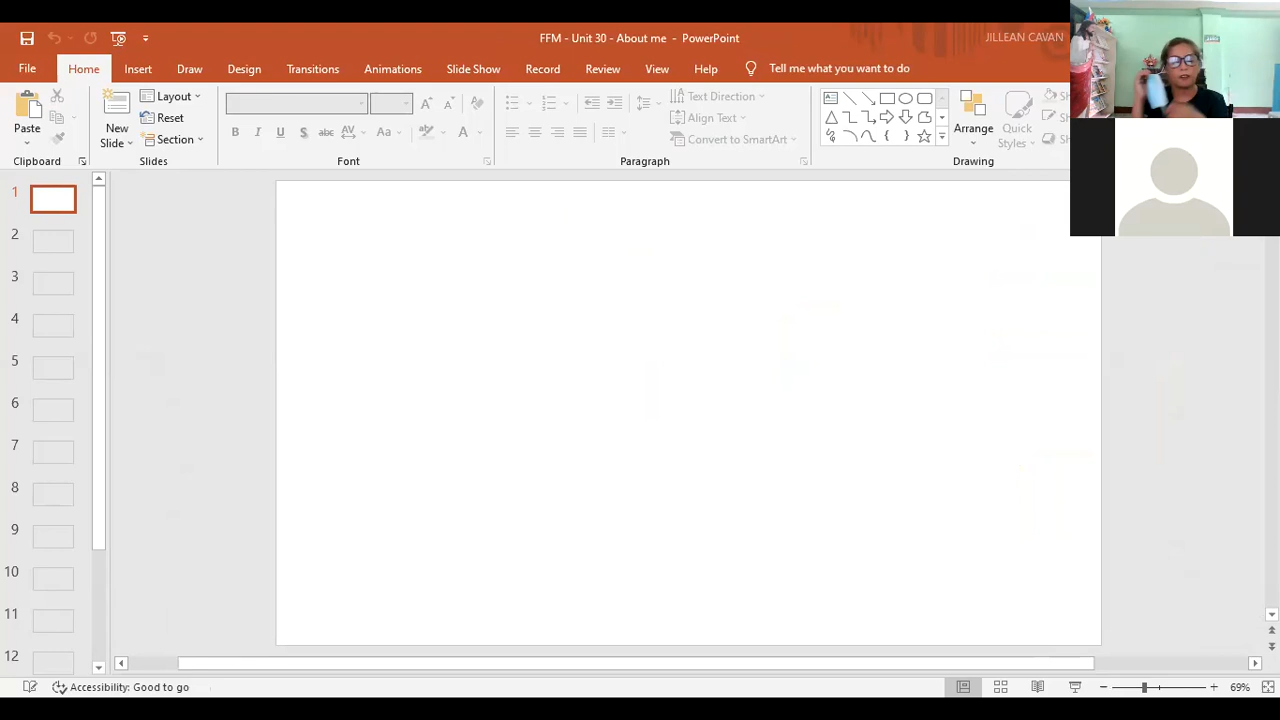 FFM - Unit 30 - About me - PowerPoint
JILLEAN CAVAN
File Home Insert Draw Design Transitions Animations Slide Show Record Review View Help Tell me what you want to do
Paste
New
Slide
Layout
Reset
Section
Text Direction
Align Text
Convert to SmartArt
Arrange
Quick
Styles
Sh
Sh
Sh
Clipboard Slides Font Paragraph Drawing
1
2
3
4
5
6
7
8
9
10
11
12
Accessibility: Good to go
69%